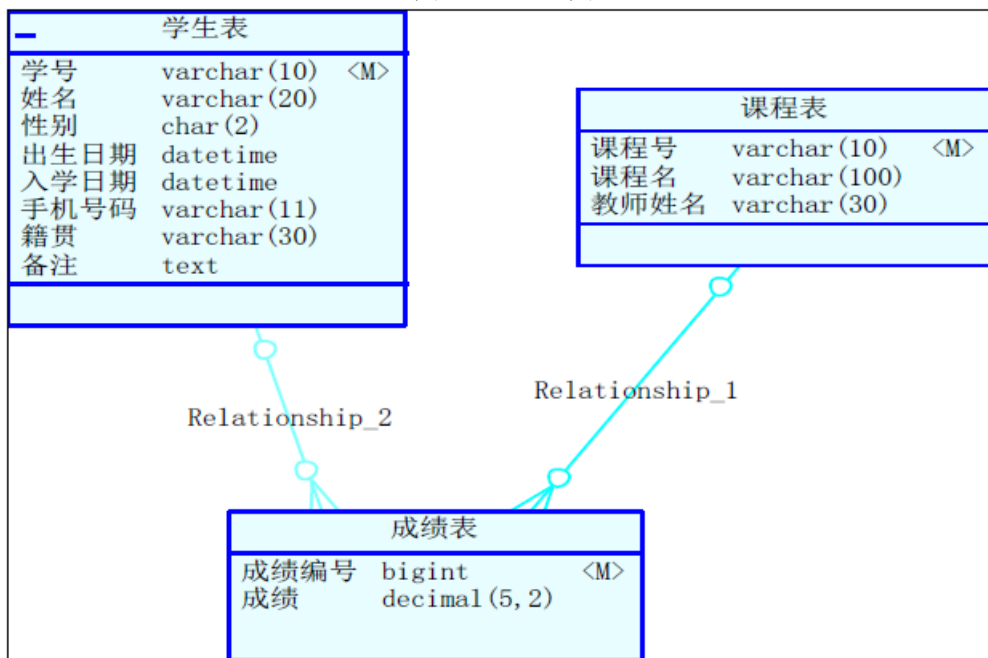 学生表
学号 varchar(10) <M>
姓名 varchar(20)
性别 char(2)
出生日期 datetime
入学日期 datetime
手机号码 varchar(11)
籍贯 varchar(30)
备注 text
课程表
课程号 varchar(10) <M>
课程名 varchar(100)
教师姓名 varchar(30)
Relationship_2
Relationship_1
成绩表
成绩编号 bigint <M>
成绩 decimal(5,2)